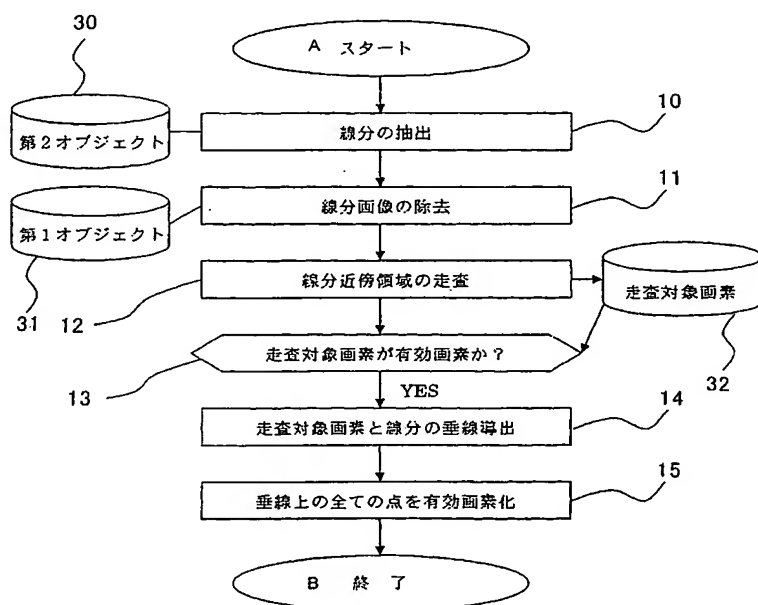 30
A スタート
10
第2オブジェクト
線分の抽出
11
第1オブジェクト
線分画像の除去
31
12
線分近傍領域の走査
走査対象画素
32
走査対象画素が有効画素か？
13
YES
14
走査対象画素と線分の垂線導出
15
垂線上の全ての点を有効画素化
B 終了